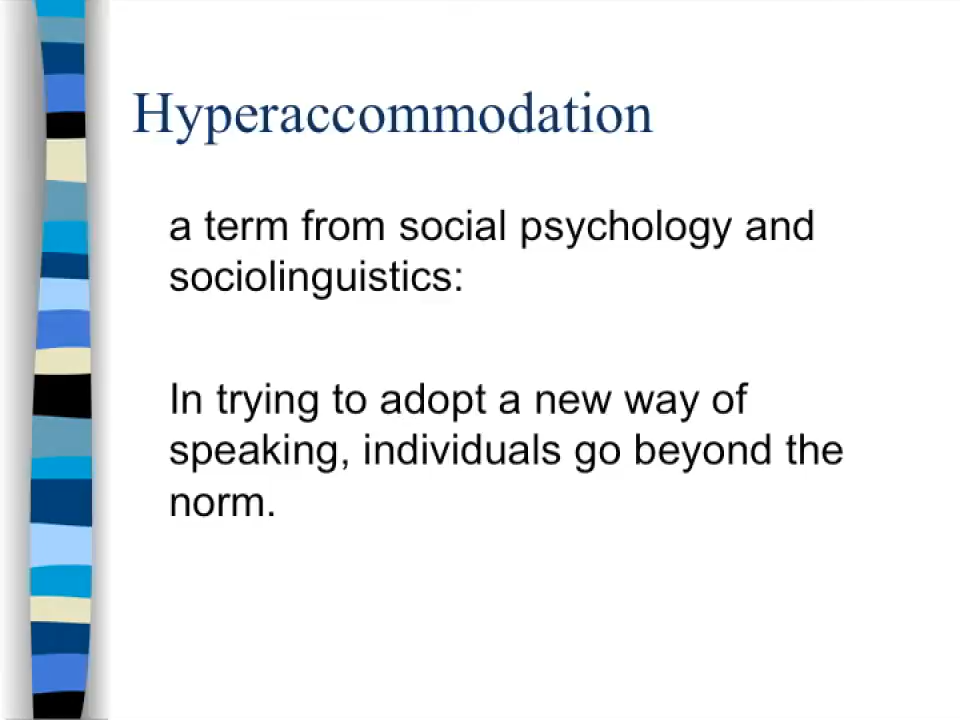 Hyperaccommodation
a term from social psychology and
sociolinguistics:
In trying to adopt a new way of
speaking, individuals go beyond the
norm.